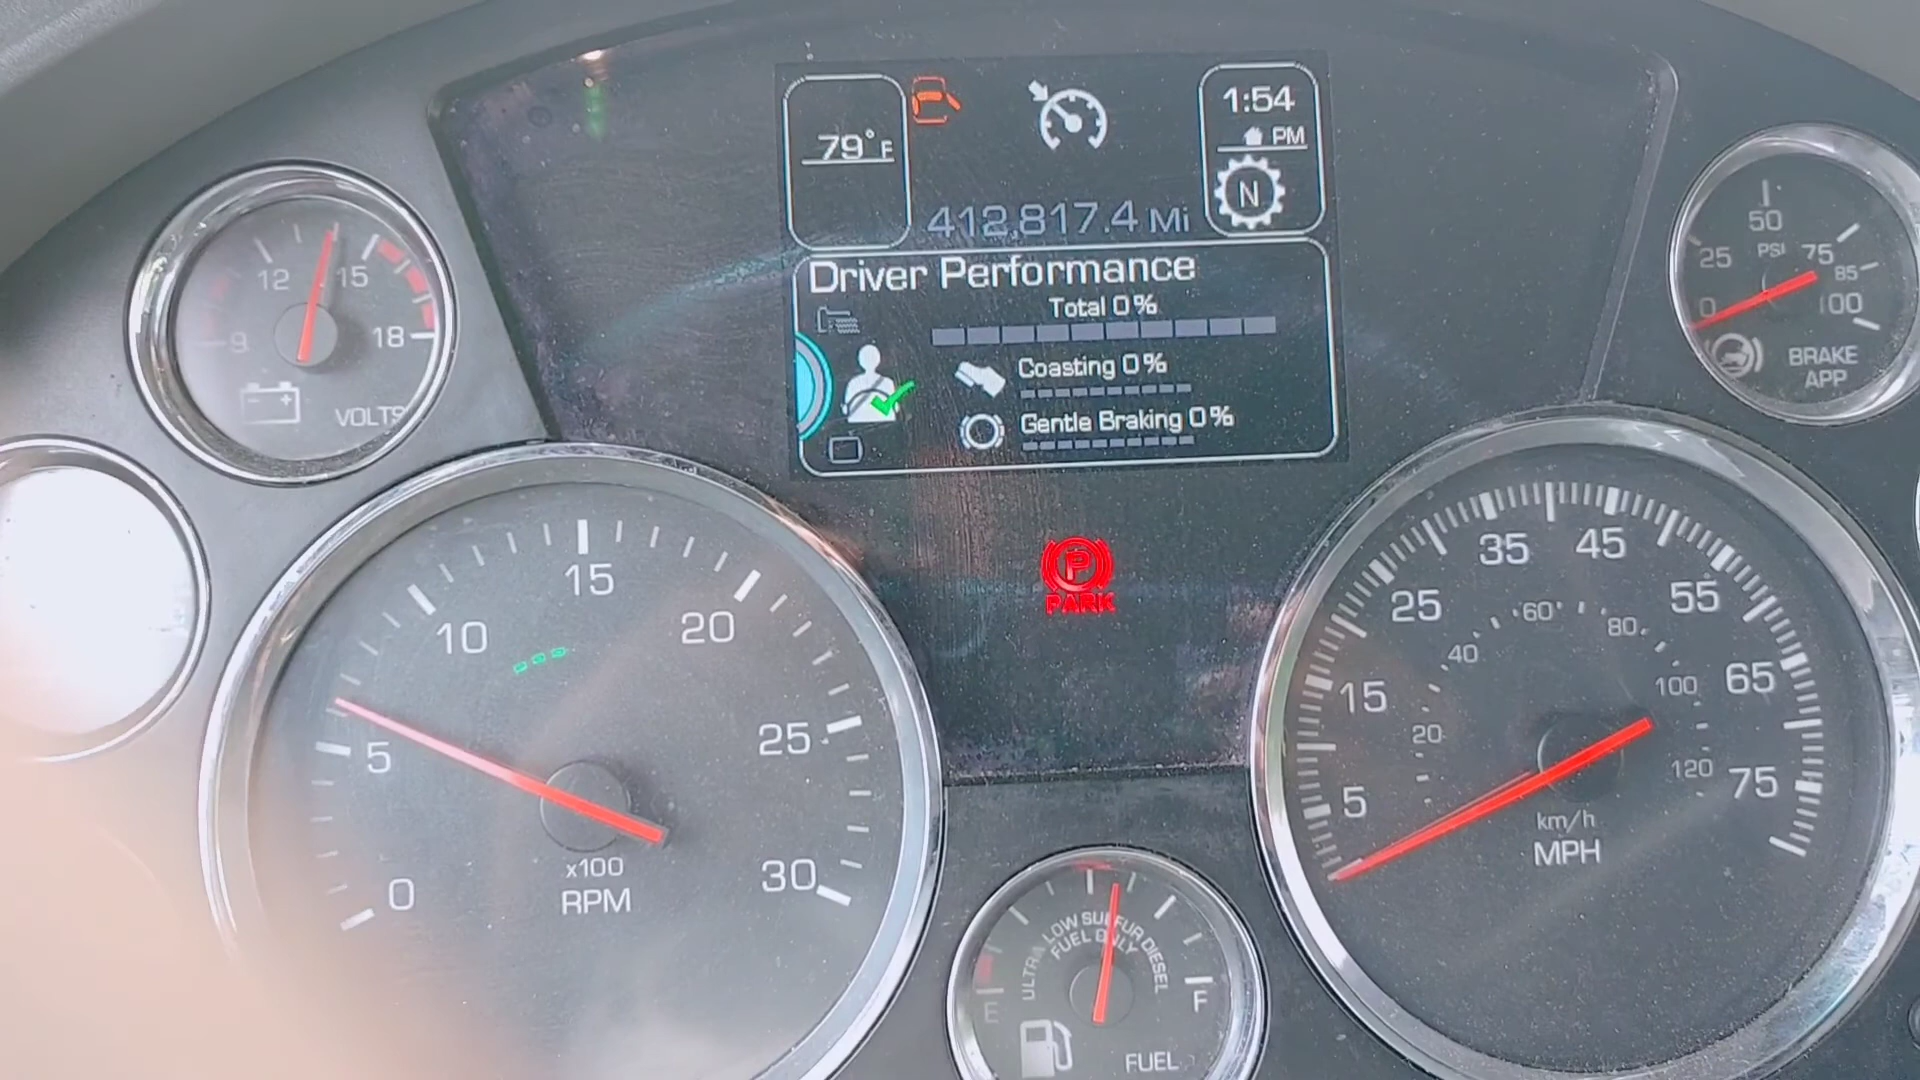 79°F
1:54
PM
N
412,817.4 Mi
Driver Performance
Total 0%
Coasting 0%
Gentle Braking 0%
9
12
15
18
VOLTS
0
25
50
75
85
100
PSI
BRAKE
APP
P
PARK
0
5
10
15
20
25
30
x100
RPM
5
15
25
35
45
55
65
75
20
40
60
80
100
120
km/h
MPH
ULTRA LOW SULFUR DIESEL
FUEL ONLY
E
F
FUEL